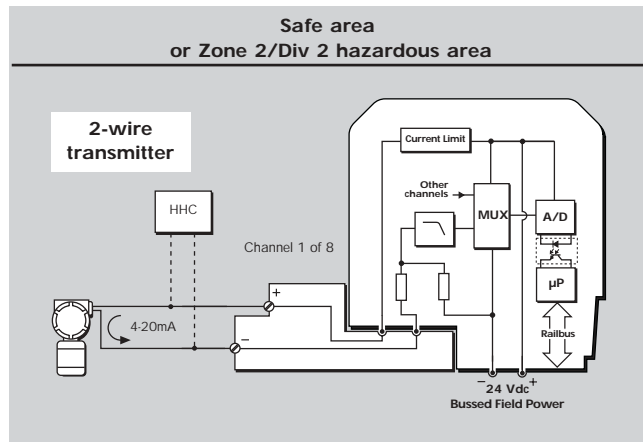 Safe area
or Zone 2/Div 2 hazardous area
2-wire
transmitter
HHC
Channel 1 of 8
4-20mA
+
–
Current Limit
Other
channels
MUX
A/D
µP
Railbus
– 24 Vdc +
Bussed Field Power